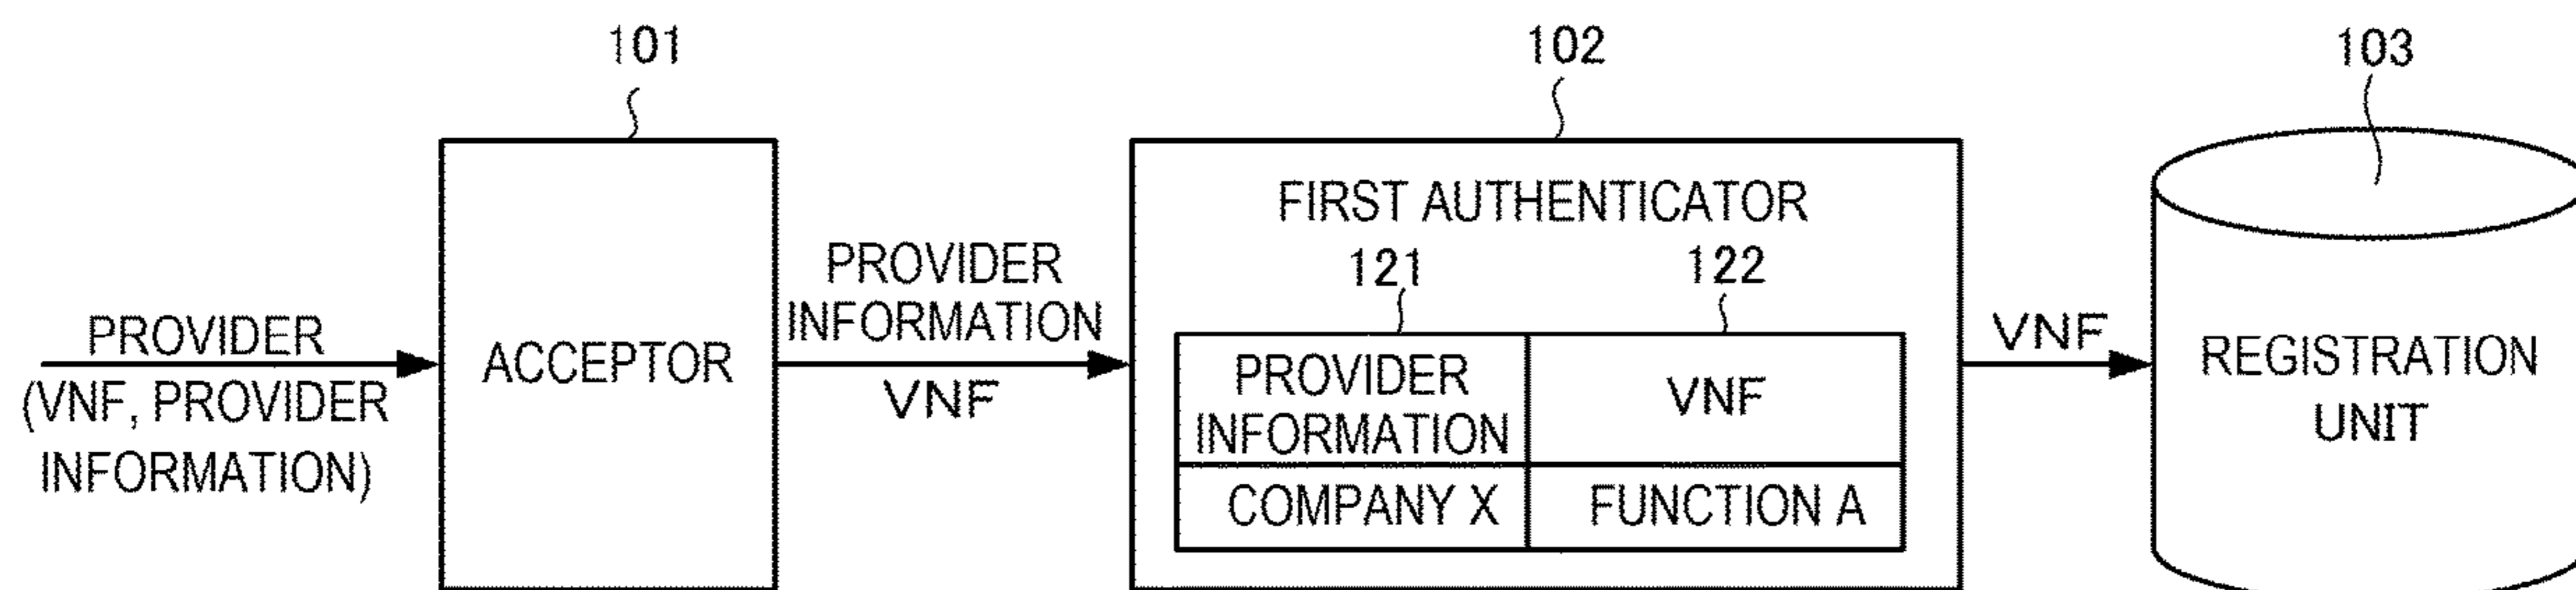 101
102
103
PROVIDER
(VNF, PROVIDER
INFORMATION)
ACCEPTOR
PROVIDER
INFORMATION
VNF
FIRST AUTHENTICATOR
121
122
PROVIDER
INFORMATION
VNF
COMPANY X
FUNCTION A
VNF
REGISTRATION
UNIT